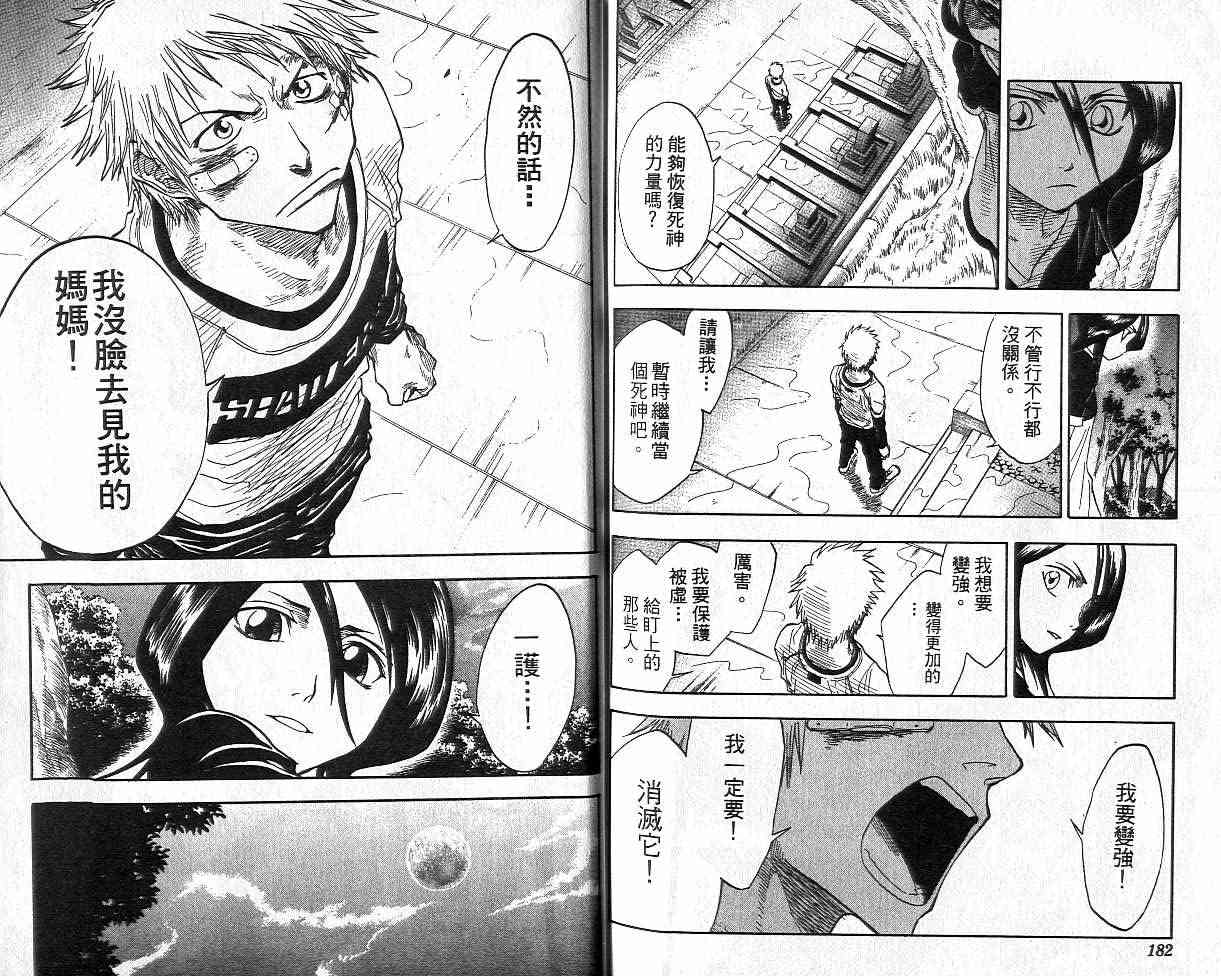 能夠恢復死神
的力量嗎？
不管行不行都
沒關係。
請讓我…
暫時繼續當
個死神吧。
我想要
變強。
變得更加的
…
厲害。
我要保護
被虛…
給盯上的
那些人。
我要變強！
我一定要！
消滅它！
182
不然的話…
我沒臉去見我的
媽媽！
一護…！